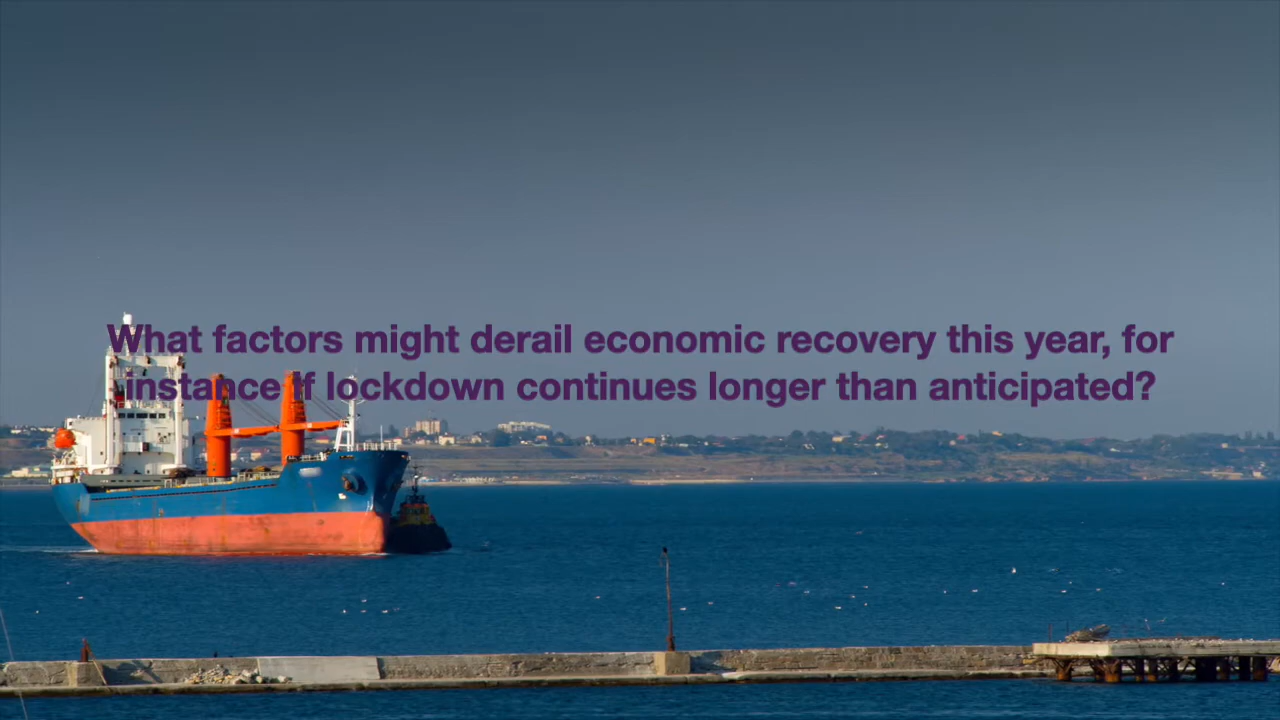 What factors might derail economic recovery this year, for
instance if lockdown continues longer than anticipated?